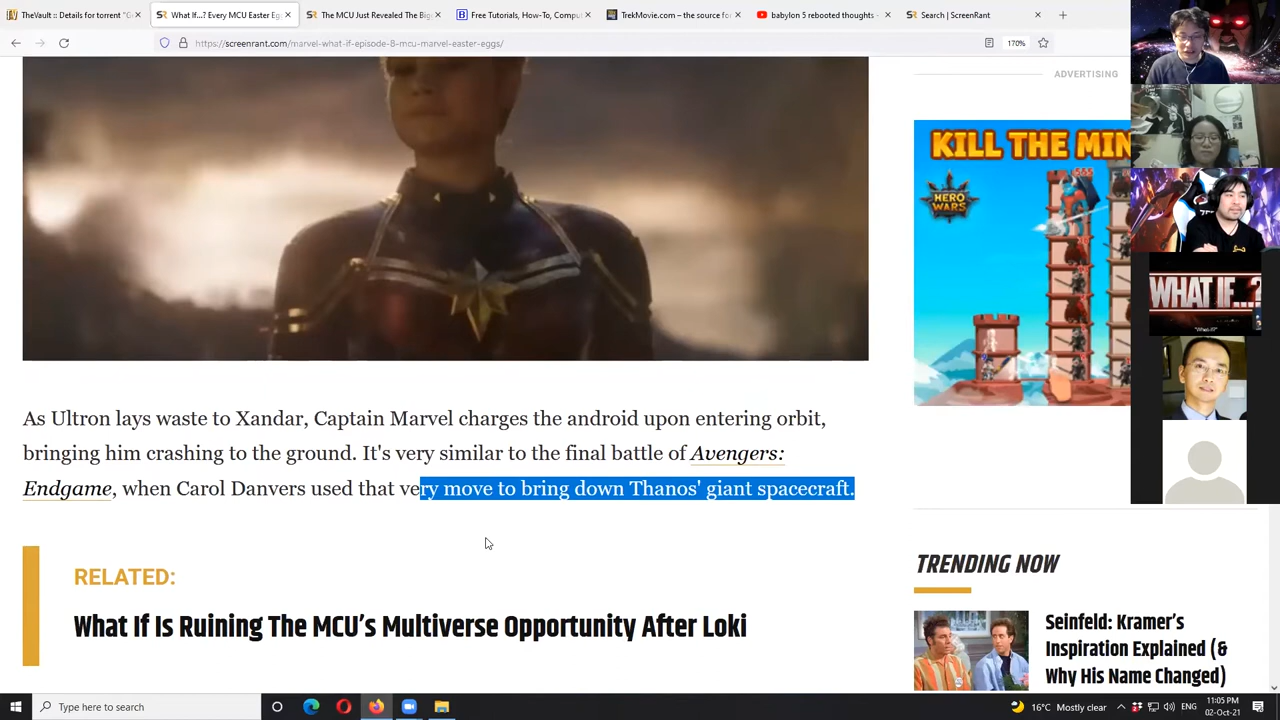 TheVault :: Details for torrent "G
What If...? Every MCU Easter Eg
The MCU Just Revealed The Big
Free Tutorials, How-To, Compu
TrekMovie.com – the source fo
babylon 5 rebooted thoughts -
Search | ScreenRant
https://screenrant.com/marvel-what-if-episode-8-mcu-marvel-easter-eggs/
170%
ADVERTISING
KILL THE MIN
HERO
WARS
WHAT IF...?
As Ultron lays waste to Xandar, Captain Marvel charges the android upon entering orbit,
bringing him crashing to the ground. It's very similar to the final battle of Avengers:
Endgame, when Carol Danvers used that very move to bring down Thanos' giant spacecraft.
RELATED:
What If Is Ruining The MCU's Multiverse Opportunity After Loki
TRENDING NOW
Seinfeld: Kramer's
Inspiration Explained (&
Why His Name Changed)
Type here to search
16°C Mostly clear
11:05 PM
02-Oct-21